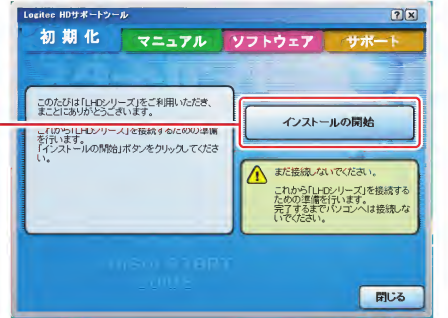 Logitec HDサポートツール
初期化
マニュアル
ソフトウェア
サポート
このたびは「LHDシリーズ」をご利用いただき、
まことにありがとうございます。
これから「LHDシリーズ」を接続するための準備
を行います。
「インストールの開始」ボタンをクリックしてくださ
い。
インストールの開始
まだ接続しないでください。
これから「LHDシリーズ」を接続する
ための準備を行います。
完了するまでパソコンへは接続しな
いでください。
閉じる